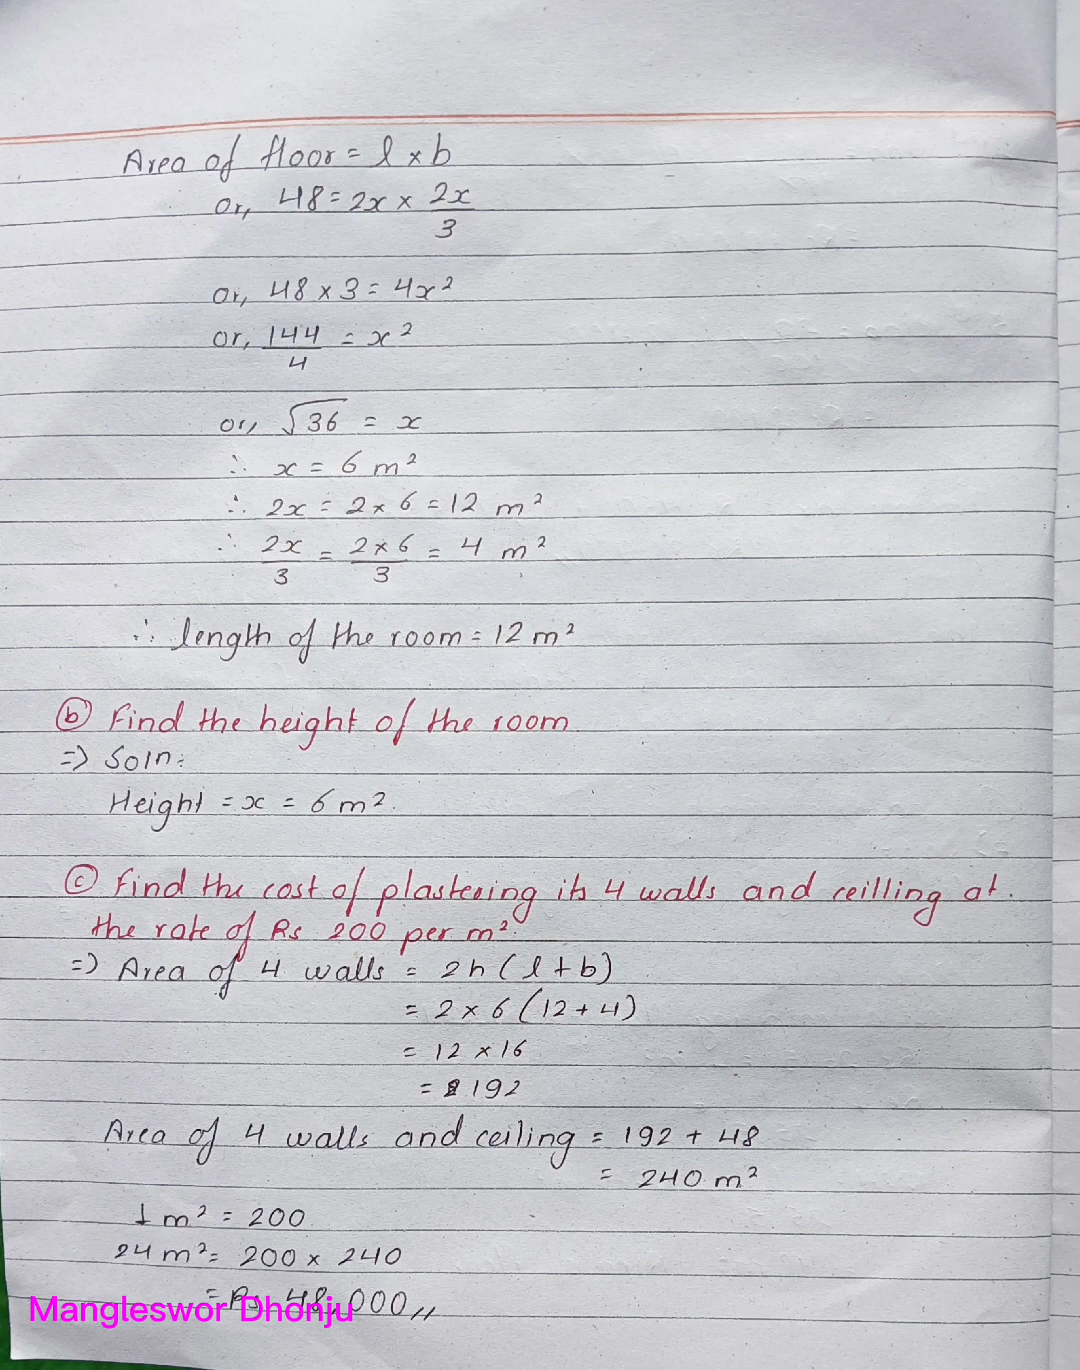 Area of floor = l × b
or, 48 = 2x × 2x/3
or, 48 × 3 = 4x²
or, 144/4 = x²
or, √36 = x
∴ x = 6 m²
∴ 2x = 2 × 6 = 12 m²
∴ 2x/3 = 2×6/3 = 4 m²
∴ length of the room = 12 m²
ⓑ Find the height of the room
=> Soln:
Height = x = 6 m².
ⓒ Find the cost of plastering its 4 walls and ceilling at.
the rate of Rs 200 per m².
=> Area of 4 walls = 2h (l + b)
= 2 × 6 (12 + 4)
= 12 × 16
= 192
Area of 4 walls and ceiling = 192 + 48
= 240 m²
1 m² = 200
24 m² = 200 × 240
= Rs 48,000,,
Mangleswor Dhonju